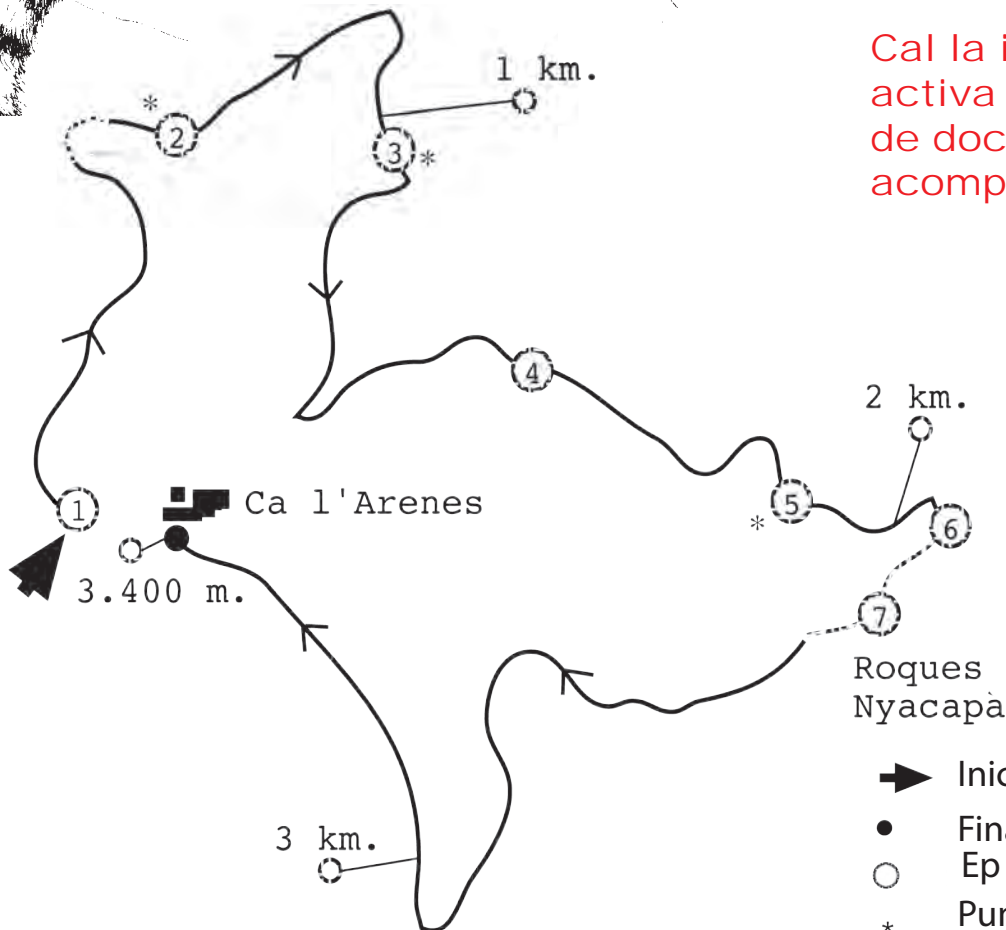 Cal la i
activa
de doc
acomp
1 km.
*
2
3
*
4
2 km.
5
*
6
1
Ca l'Arenes
3.400 m.
7
Roques
Nyacapà
3 km.
Inic
Fina
Ep
*
Pun